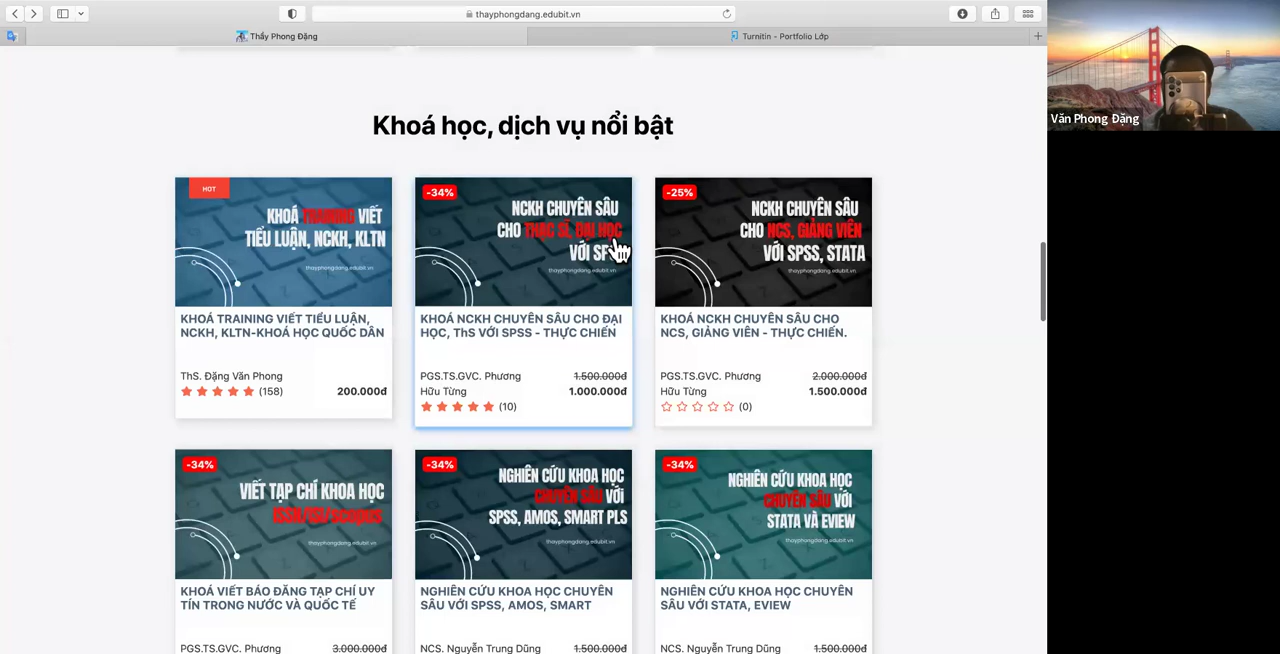 thayphongdang.edubit.vn
Thầy Phong Đặng
Turnitin - Portfolio Lớp
Văn Phong Đặng
Khoá học, dịch vụ nổi bật
HOT
KHOÁ TRAINING VIẾT
TIỂU LUẬN, NCKH, KLTN
thayphongdang.edubit.vn
KHOÁ TRAINING VIẾT TIỂU LUẬN,
NCKH, KLTN-KHOÁ HỌC QUỐC DÂN
ThS. Đặng Văn Phong
(158)
200.000đ
-34%
NCKH CHUYÊN SÂU
CHO THẠC SĨ, ĐẠI HỌC
VỚI
thayphongdang.edubit.vn
KHOÁ NCKH CHUYÊN SÂU CHO ĐẠI
HỌC, ThS VỚI SPSS - THỰC CHIẾN
PGS.TS.GVC. Phương
1.500.000đ
Hữu Từng
1.000.000đ
(10)
-25%
NCKH CHUYÊN SÂU
CHO NCS, GIẢNG VIÊN
VỚI SPSS, STATA
thayphongdang.edubit.vn
KHOÁ NCKH CHUYÊN SÂU CHO
NCS, GIẢNG VIÊN - THỰC CHIẾN.
PGS.TS.GVC. Phương
2.000.000đ
Hữu Từng
1.500.000đ
(0)
-34%
VIẾT TẠP CHÍ KHOA HỌC
ISSN/ISI/scopus
thayphongdang.edubit.vn
KHOÁ VIẾT BÁO ĐĂNG TẠP CHÍ UY
TÍN TRONG NƯỚC VÀ QUỐC TẾ
PGS.TS.GVC. Phương
3.000.000đ
-34%
NGHIÊN CỨU KHOA HỌC
CHUYÊN SÂU VỚI
SPSS, AMOS, SMART PLS
thayphongdang.edubit.vn
NGHIÊN CỨU KHOA HỌC CHUYÊN
SÂU VỚI SPSS, AMOS, SMART
NCS. Nguyễn Trung Dũng
1.500.000đ
-34%
NGHIÊN CỨU KHOA HỌC
CHUYÊN SÂU VỚI
STATA VÀ EVIEW
thayphongdang.edubit.vn
NGHIÊN CỨU KHOA HỌC CHUYÊN
SÂU VỚI STATA, EVIEW
NCS. Nguyễn Trung Dũng
1.500.000đ